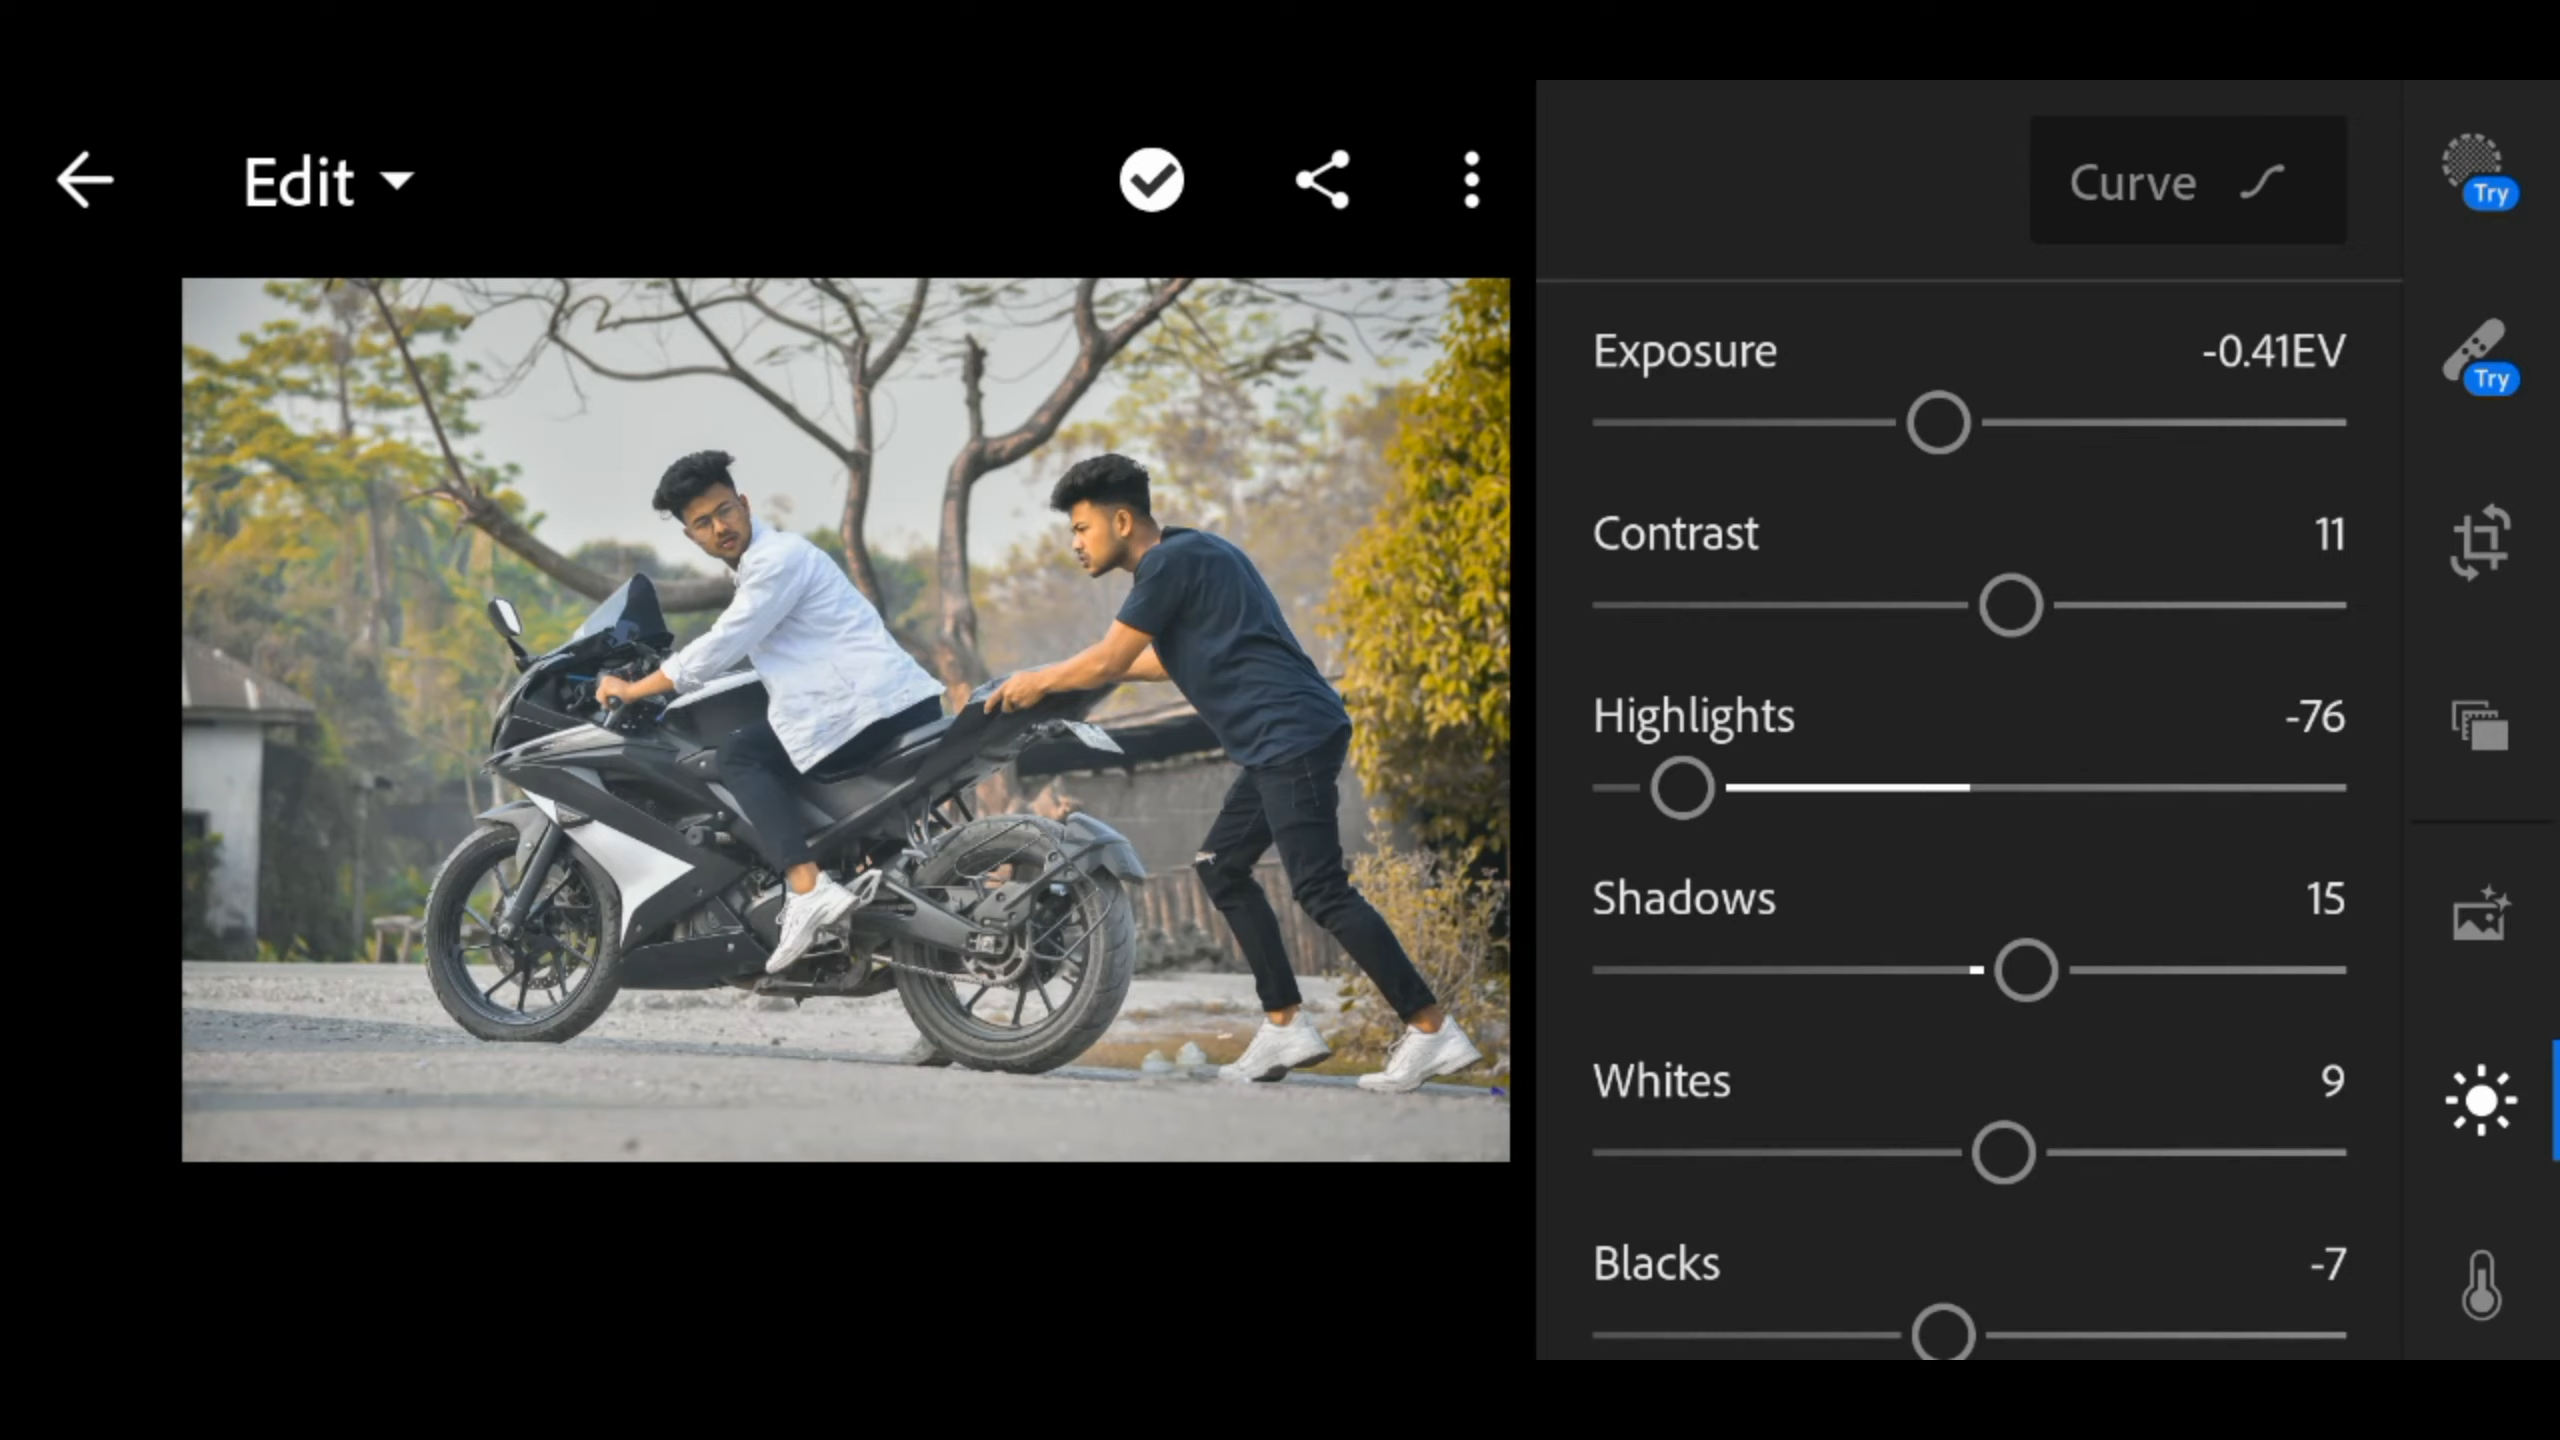 Edit
Curve
Try
Try
Exposure -0.41EV
Contrast 11
Highlights -76
Shadows 15
Whites 9
Blacks -7